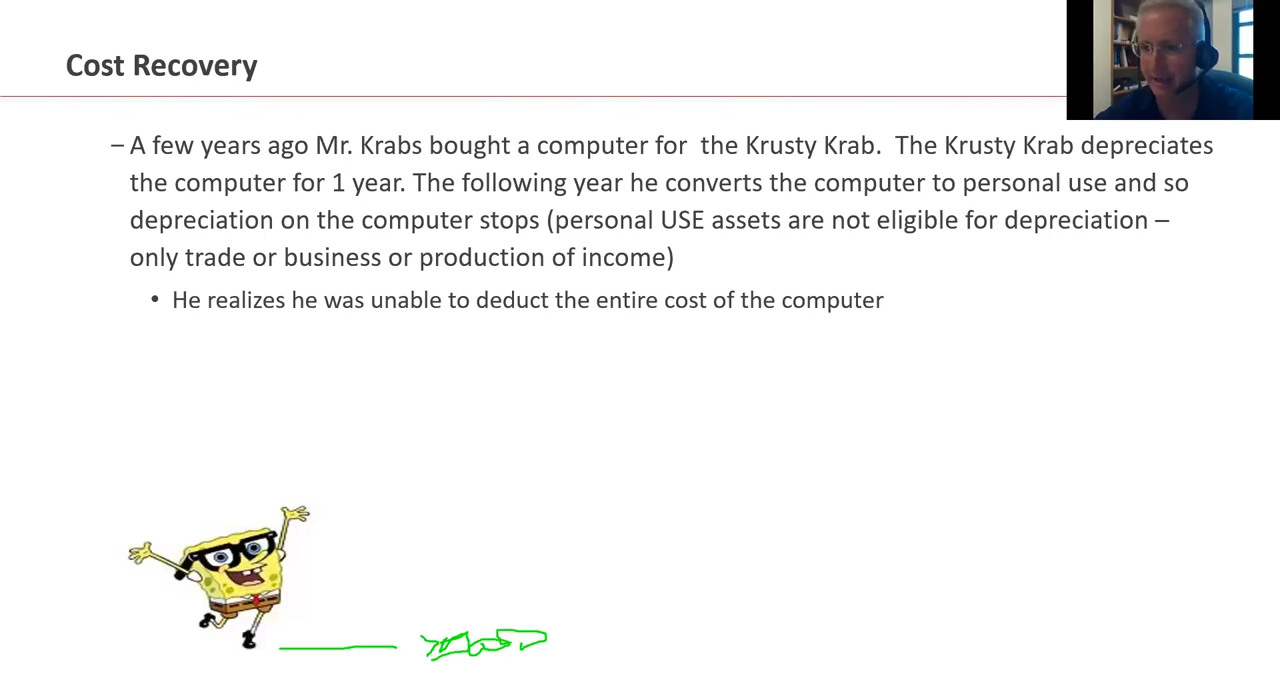 Cost Recovery
– A few years ago Mr. Krabs bought a computer for  the Krusty Krab.  The Krusty Krab depreciates
the computer for 1 year. The following year he converts the computer to personal use and so
depreciation on the computer stops (personal USE assets are not eligible for depreciation –
only trade or business or production of income)
• He realizes he was unable to deduct the entire cost of the computer